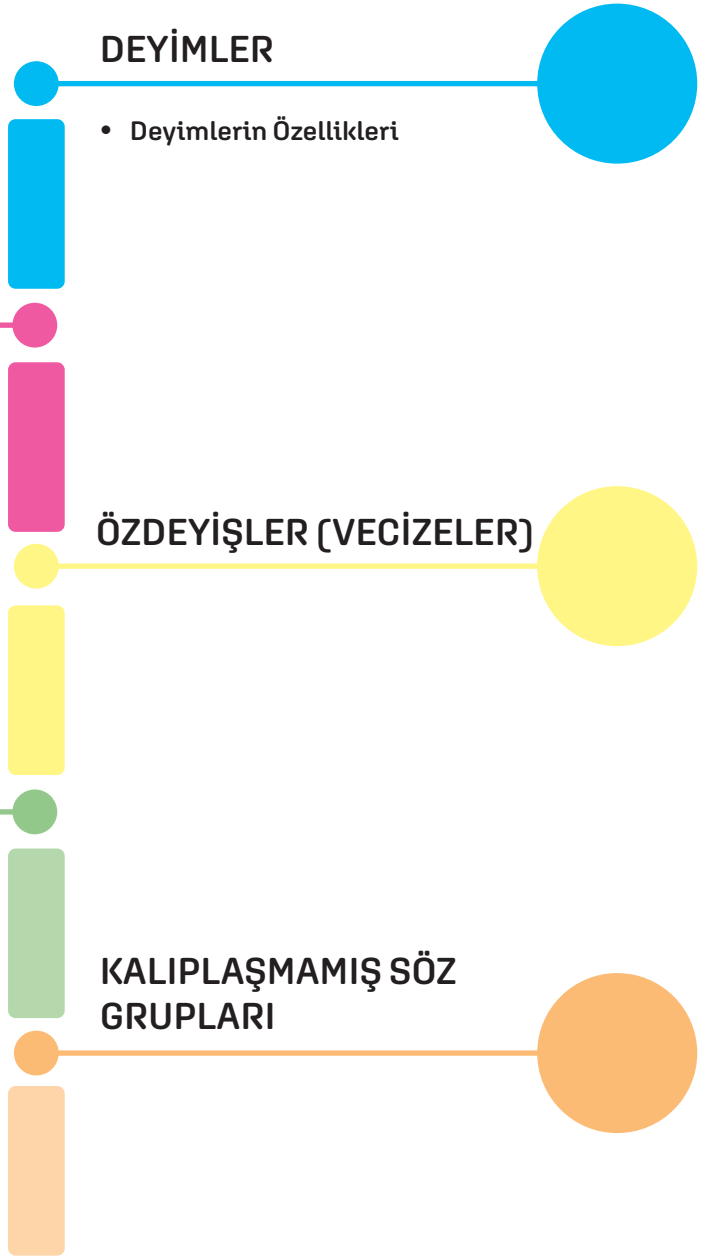 DEYİMLER
• Deyimlerin Özellikleri
ÖZDEYİŞLER (VECİZELER)
KALIPLAŞMAMIŞ SÖZ
GRUPLARI